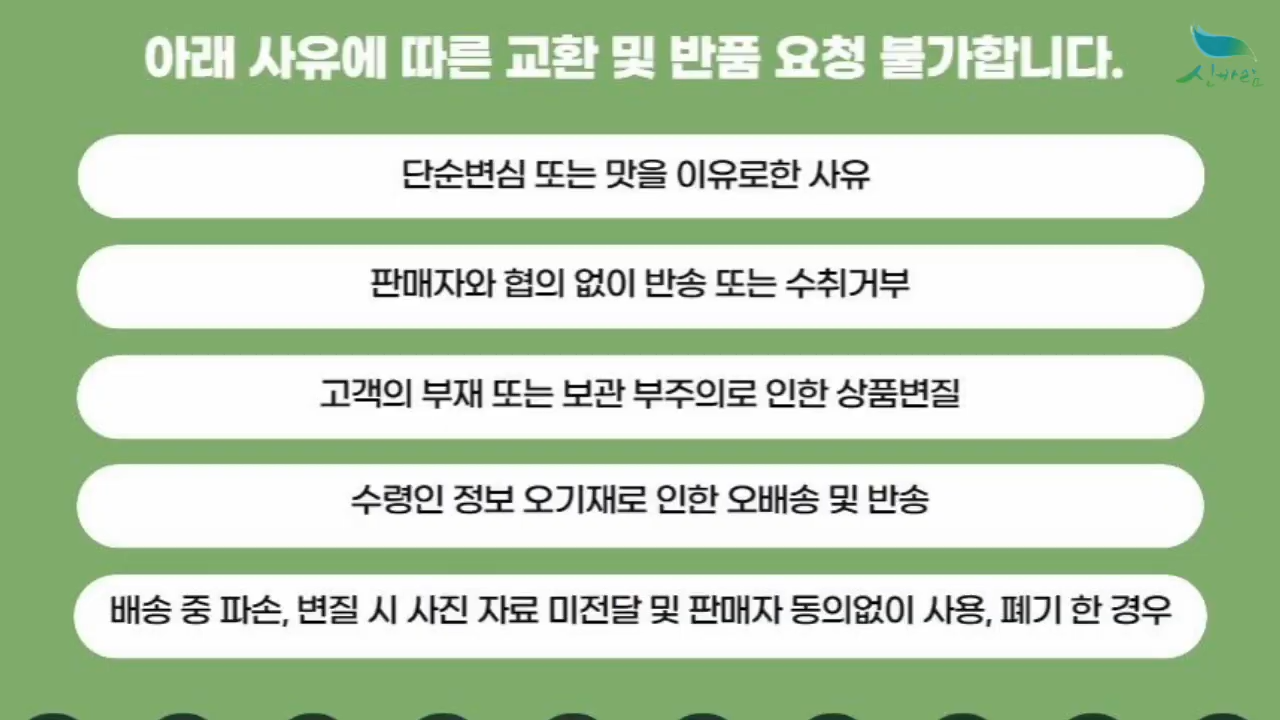 아래 사유에 따른 교환 및 반품 요청 불가합니다.
신바람
단순변심 또는 맛을 이유로한 사유
판매자와 협의 없이 반송 또는 수취거부
고객의 부재 또는 보관 부주의로 인한 상품변질
수령인 정보 오기재로 인한 오배송 및 반송
배송 중 파손, 변질 시 사진 자료 미전달 및 판매자 동의없이 사용, 폐기 한 경우